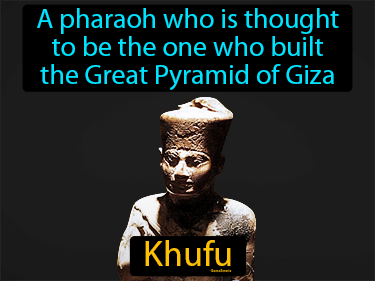 A pharaoh who is thought
to be the one who built
the Great Pyramid of Giza
Khufu